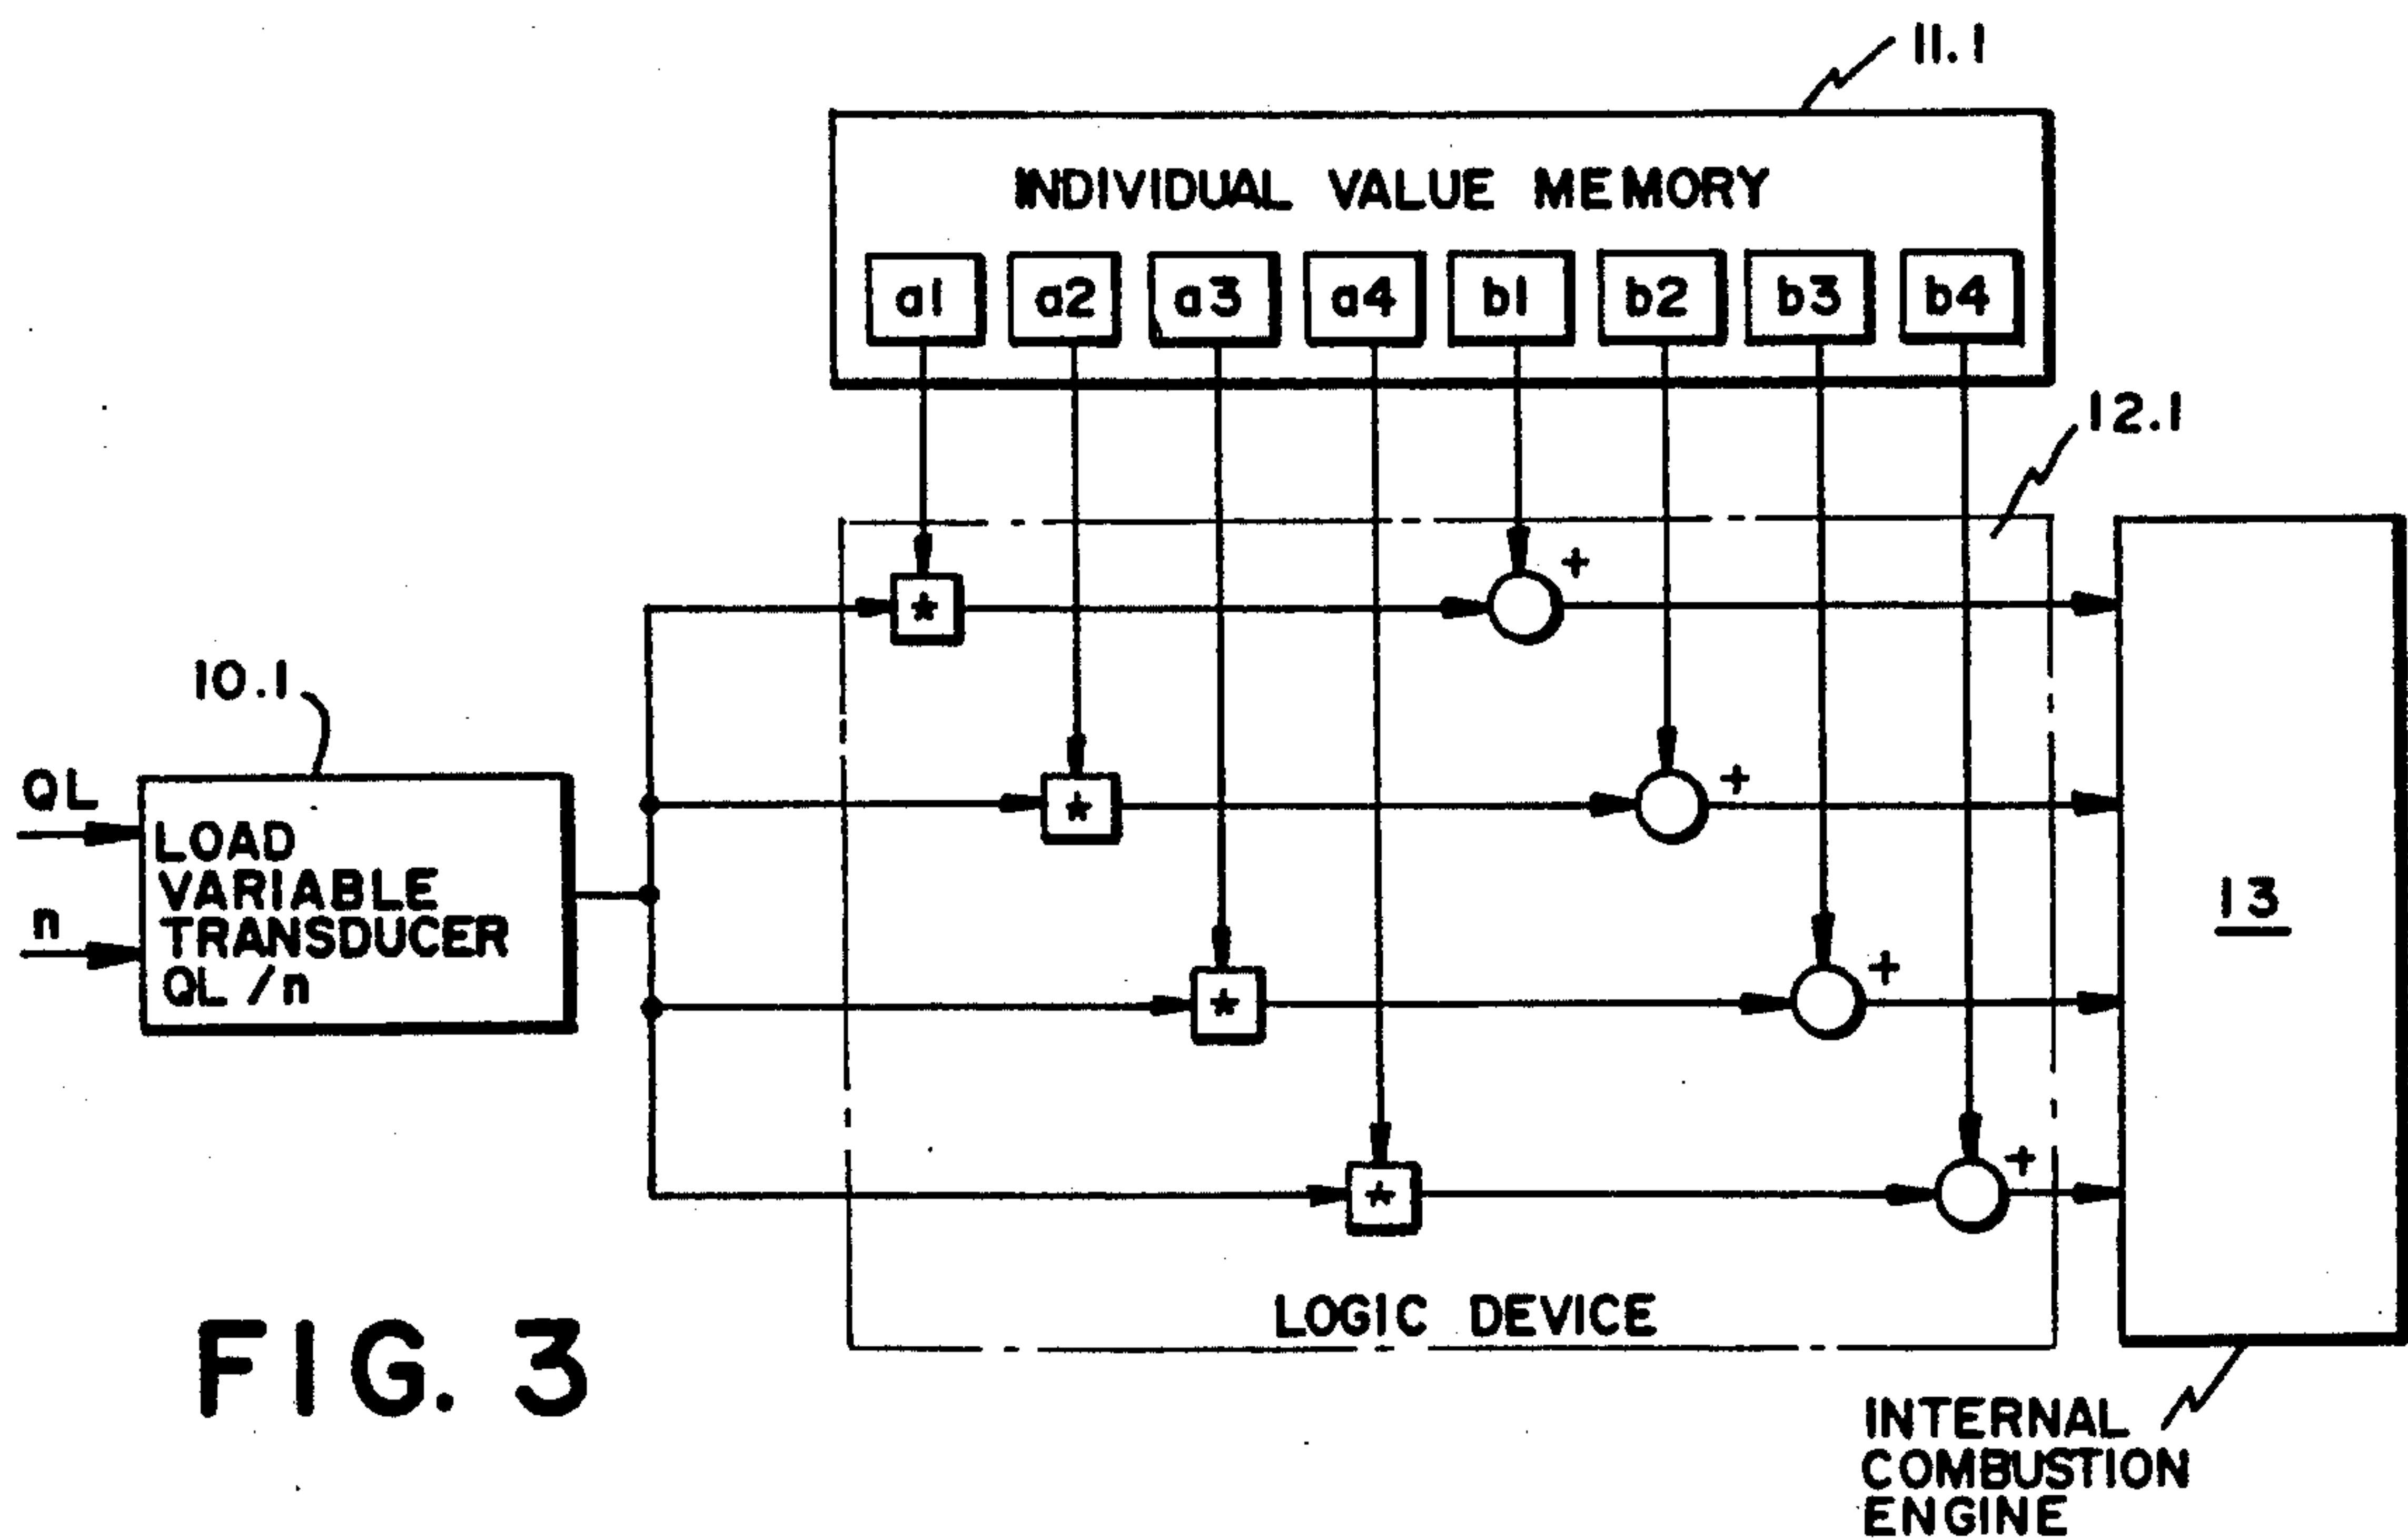 11.1
INDIVIDUAL VALUE MEMORY
a1 a2 a3 a4 b1 b2 b3 b4
12.1
* +
10.1
* +
QL
LOAD
VARIABLE
TRANSDUCER
QL/n
n
13
* +
* +
LOGIC DEVICE
FIG. 3
INTERNAL
COMBUSTION
ENGINE